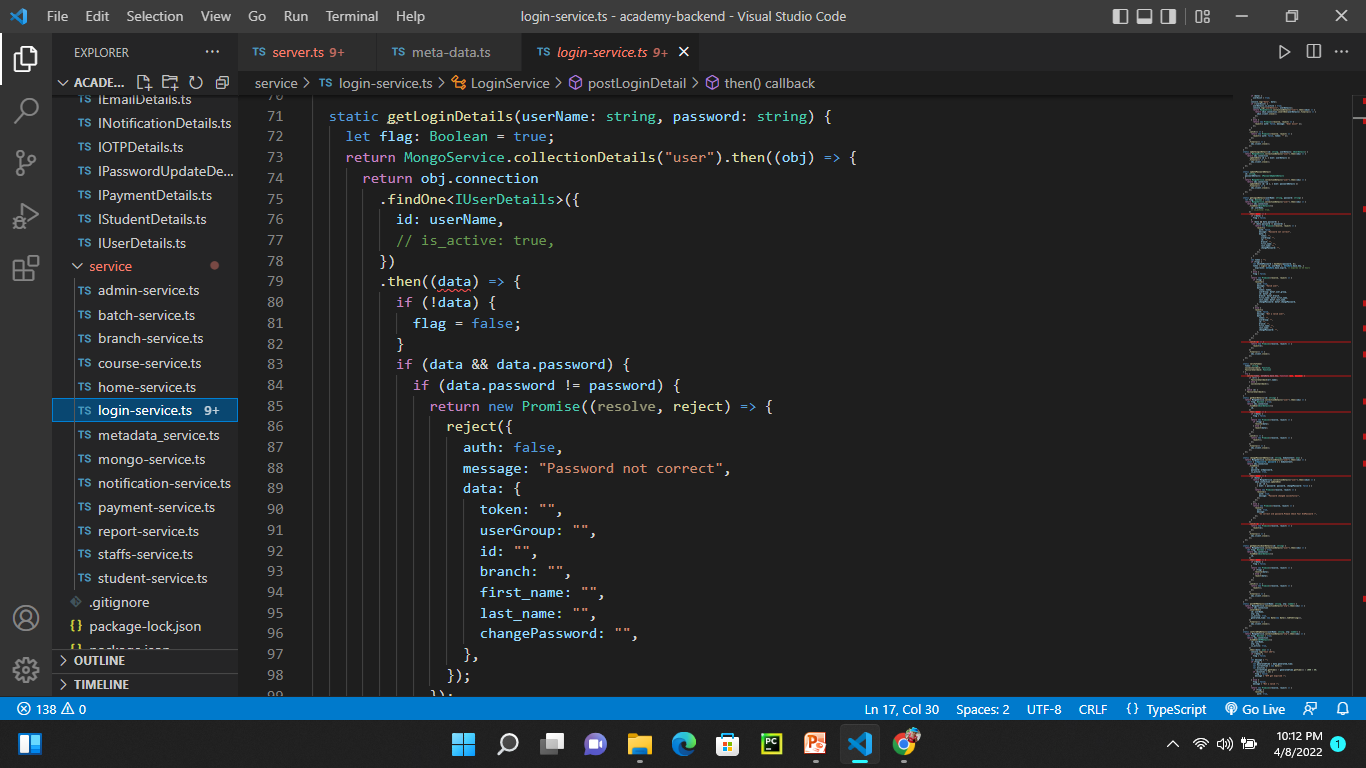 File Edit Selection View Go Run Terminal Help
login-service.ts - academy-backend - Visual Studio Code
EXPLORER
ACADE...
IEmailDetails.ts
INotificationDetails.ts
IOTPDetails.ts
IPasswordUpdateDe...
IPaymentDetails.ts
IStudentDetails.ts
IUserDetails.ts
service
TS admin-service.ts
TS batch-service.ts
TS branch-service.ts
TS course-service.ts
TS home-service.ts
TS login-service.ts 9+
TS metadata_service.ts
TS mongo-service.ts
TS notification-service.ts
TS payment-service.ts
TS report-service.ts
TS staffs-service.ts
TS student-service.ts
.gitignore
{} package-lock.json
{} package.json
OUTLINE
TIMELINE
TS server.ts 9+
TS meta-data.ts
TS login-service.ts 9+
service > TS login-service.ts > LoginService > postLoginDetail > then() callback
70
71 static getLoginDetails(userName: string, password: string) {
72 let flag: Boolean = true;
73 return MongoService.collectionDetails("user").then((obj) => {
74 return obj.connection
75 .findOne<IUserDetails>({
76 id: userName,
77 // is_active: true,
78 })
79 .then((data) => {
80 if (!data) {
81 flag = false;
82 }
83 if (data && data.password) {
84 if (data.password != password) {
85 return new Promise((resolve, reject) => {
86 reject({
87 auth: false,
88 message: "Password not correct",
89 data: {
90 token: "",
91 userGroup: "",
92 id: "",
93 branch: "",
94 first_name: "",
95 last_name: "",
96 changePassword: "",
97 },
98 });
99 });
138 0
Ln 17, Col 30 Spaces: 2 UTF-8 CRLF {} TypeScript Go Live
10:12 PM
4/8/2022
1